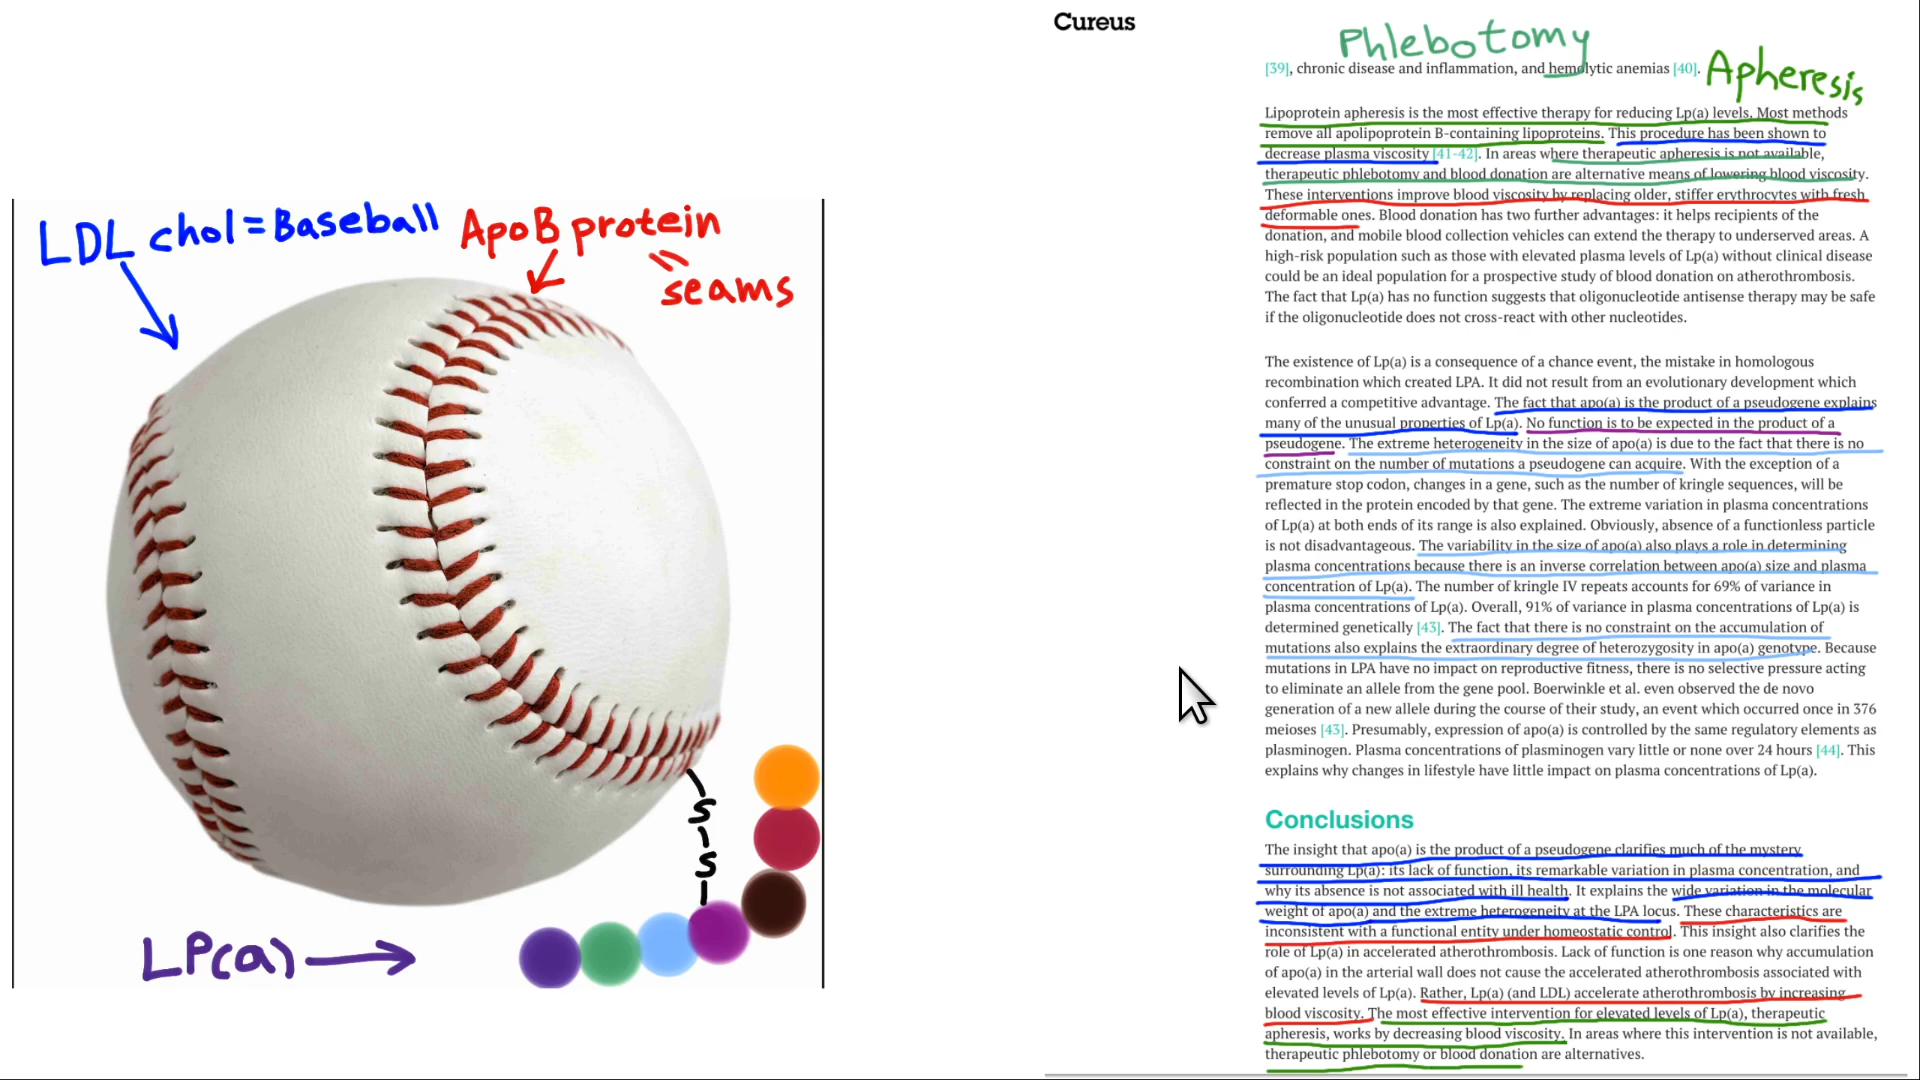 LDL chol = Baseball
ApoB protein
seams
S
S
LP(a)
Cureus
Phlebotomy
[39], chronic disease and inflammation, and hemolytic anemias [40].
Apheresis
Lipoprotein apheresis is the most effective therapy for reducing Lp(a) levels. Most methods
remove all apolipoprotein B-containing lipoproteins. This procedure has been shown to
decrease plasma viscosity [41-42]. In areas where therapeutic apheresis is not available,
therapeutic phlebotomy and blood donation are alternative means of lowering blood viscosity.
These interventions improve blood viscosity by replacing older, stiffer erythrocytes with fresh
deformable ones. Blood donation has two further advantages: it helps recipients of the
donation, and mobile blood collection vehicles can extend the therapy to underserved areas. A
high-risk population such as those with elevated plasma levels of Lp(a) without clinical disease
could be an ideal population for a prospective study of blood donation on atherothrombosis.
The fact that Lp(a) has no function suggests that oligonucleotide antisense therapy may be safe
if the oligonucleotide does not cross-react with other nucleotides.
The existence of Lp(a) is a consequence of a chance event, the mistake in homologous
recombination which created LPA. It did not result from an evolutionary development which
conferred a competitive advantage. The fact that apo(a) is the product of a pseudogene explains
many of the unusual properties of Lp(a). No function is to be expected in the product of a
pseudogene. The extreme heterogeneity in the size of apo(a) is due to the fact that there is no
constraint on the number of mutations a pseudogene can acquire. With the exception of a
premature stop codon, changes in a gene, such as the number of kringle sequences, will be
reflected in the protein encoded by that gene. The extreme variation in plasma concentrations
of Lp(a) at both ends of its range is also explained. Obviously, absence of a functionless particle
is not disadvantageous. The variability in the size of apo(a) also plays a role in determining
plasma concentrations because there is an inverse correlation between apo(a) size and plasma
concentration of Lp(a). The number of kringle IV repeats accounts for 69% of variance in
plasma concentrations of Lp(a). Overall, 91% of variance in plasma concentrations of Lp(a) is
determined genetically [43]. The fact that there is no constraint on the accumulation of
mutations also explains the extraordinary degree of heterozygosity in apo(a) genotype. Because
mutations in LPA have no impact on reproductive fitness, there is no selective pressure acting
to eliminate an allele from the gene pool. Boerwinkle et al. even observed the de novo
generation of a new allele during the course of their study, an event which occurred once in 376
meioses [43]. Presumably, expression of apo(a) is controlled by the same regulatory elements as
plasminogen. Plasma concentrations of plasminogen vary little or none over 24 hours [44]. This
explains why changes in lifestyle have little impact on plasma concentrations of Lp(a).
Conclusions
The insight that apo(a) is the product of a pseudogene clarifies much of the mystery
surrounding Lp(a): its lack of function, its remarkable variation in plasma concentration, and
why its absence is not associated with ill health. It explains the wide variation in the molecular
weight of apo(a) and the extreme heterogeneity at the LPA locus. These characteristics are
inconsistent with a functional entity under homeostatic control. This insight also clarifies the
role of Lp(a) in accelerated atherothrombosis. Lack of function is one reason why accumulation
of apo(a) in the arterial wall does not cause the accelerated atherothrombosis associated with
elevated levels of Lp(a). Rather, Lp(a) (and LDL) accelerate atherothrombosis by increasing
blood viscosity. The most effective intervention for elevated levels of Lp(a), therapeutic
apheresis, works by decreasing blood viscosity. In areas where this intervention is not available,
therapeutic phlebotomy or blood donation are alternatives.